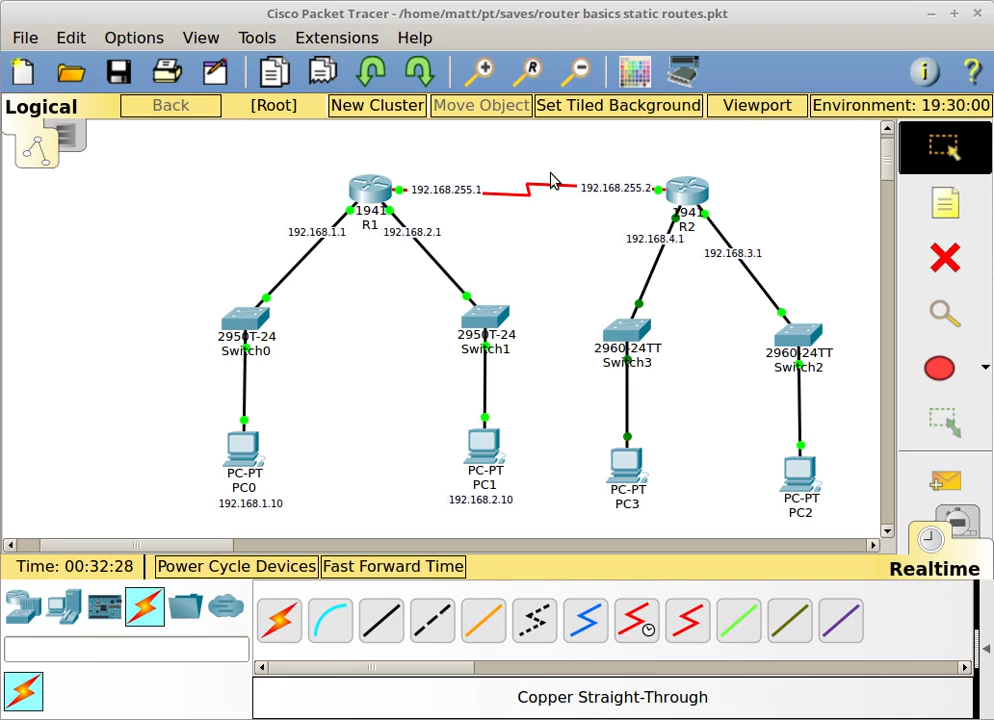 Cisco Packet Tracer - /home/matt/pt/saves/router basics static routes.pkt
File Edit Options View Tools Extensions Help
R
i ?
Logical Back [Root] New Cluster Move Object Set Tiled Background Viewport Environment: 19:30:00
192.168.255.1 192.168.255.2
1941 1941
R1 R2
192.168.1.1 192.168.2.1 192.168.4.1 192.168.3.1
2950T-24 2950T-24 2960-24TT 2960-24TT
Switch0 Switch1 Switch3 Switch2
PC-PT PC-PT PC-PT PC-PT
PC0 PC1 PC3 PC2
192.168.1.10 192.168.2.10
Time: 00:32:28 Power Cycle Devices Fast Forward Time Realtime
Copper Straight-Through